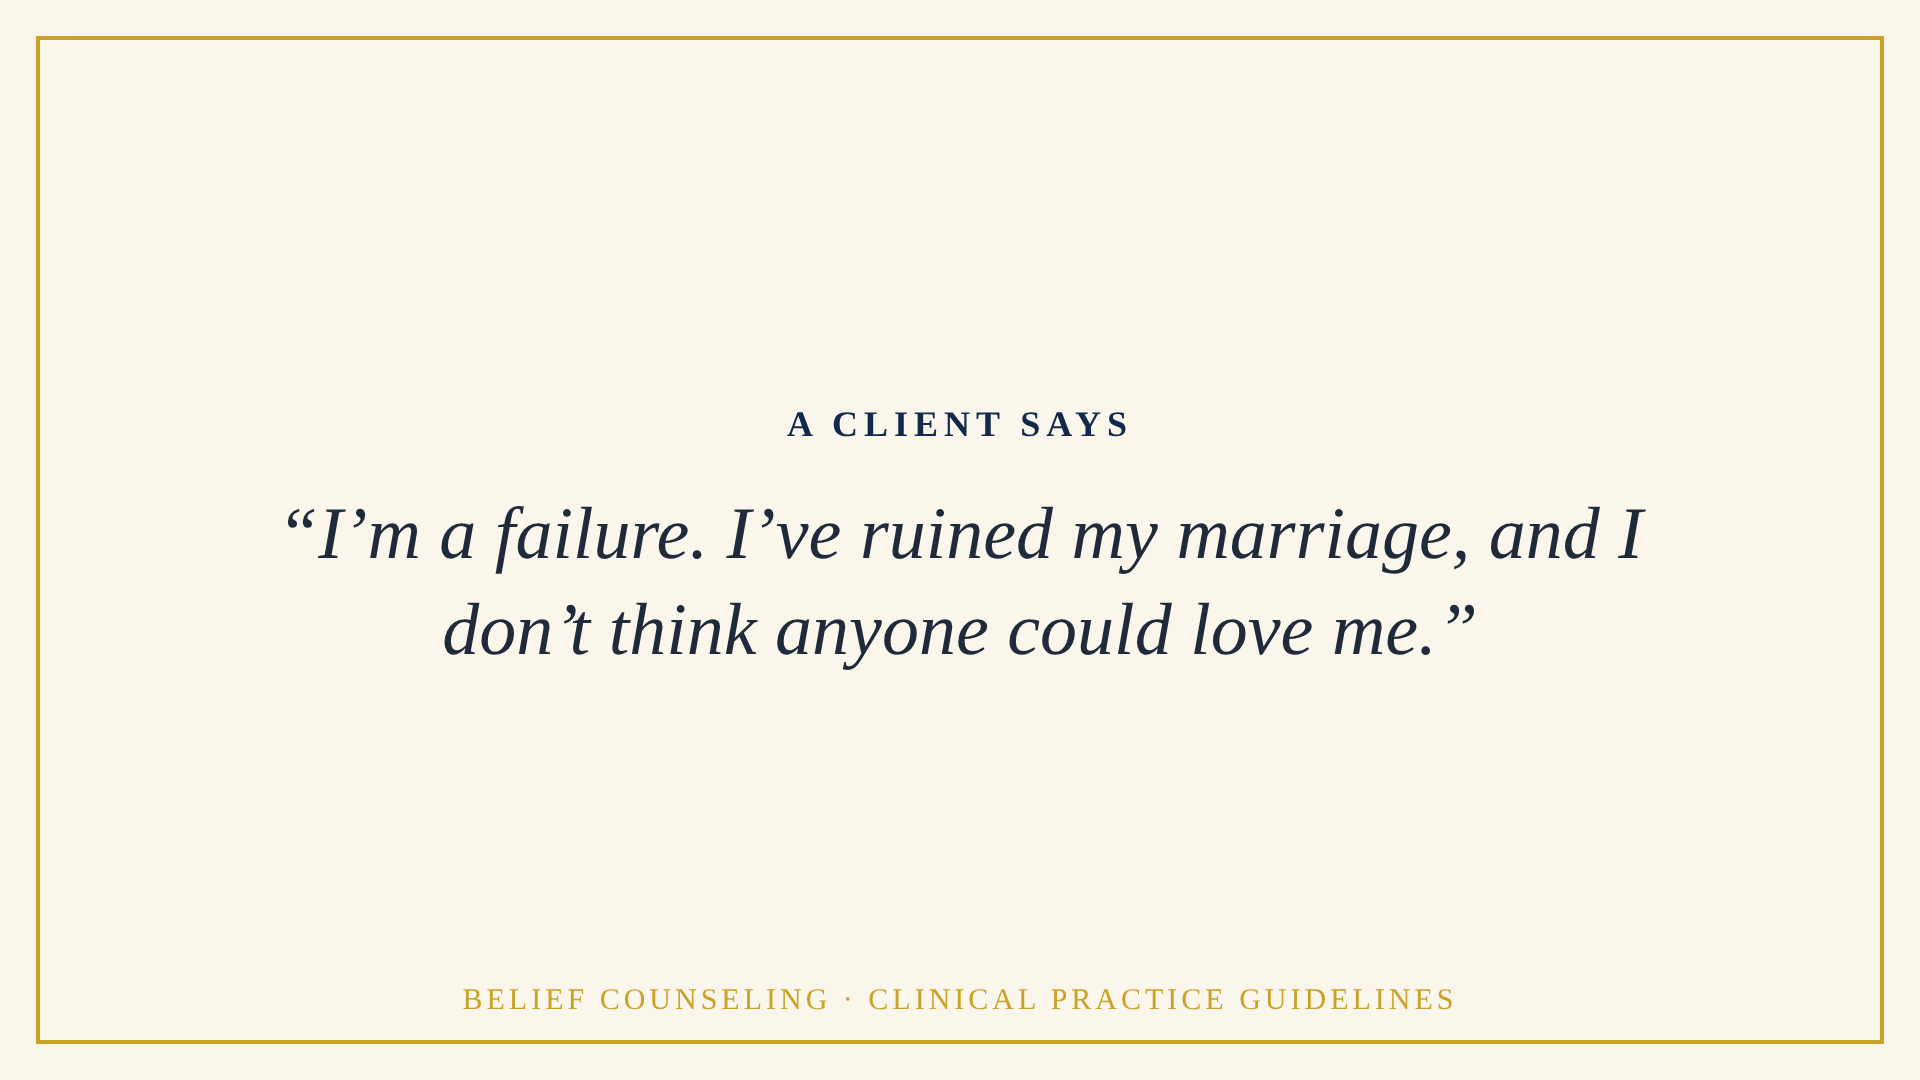 A CLIENT SAYS
“I’m a failure. I’ve ruined my marriage, and I
don’t think anyone could love me.”
BELIEF COUNSELING · CLINICAL PRACTICE GUIDELINES